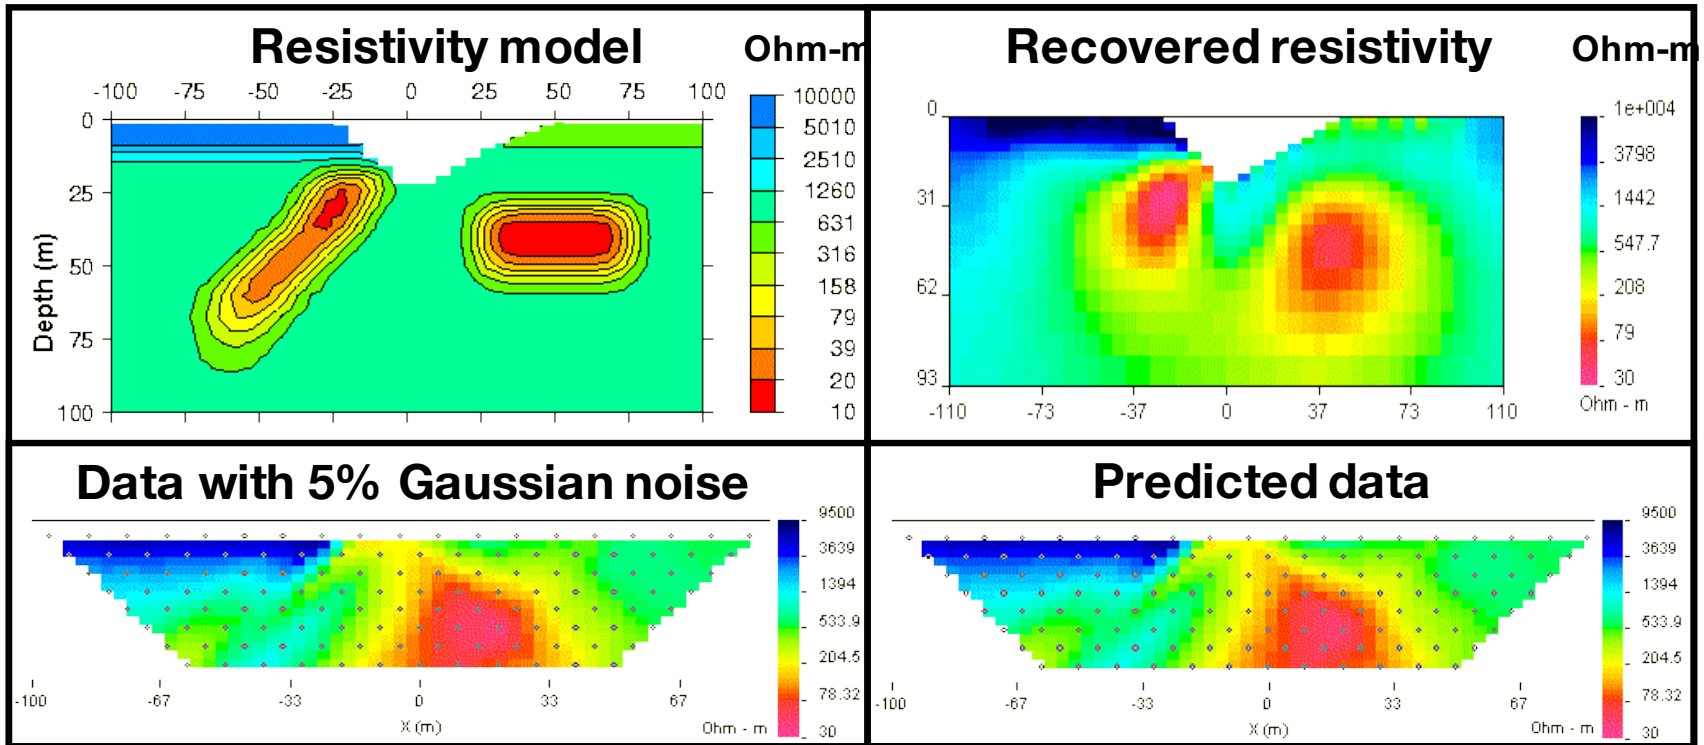 Resistivity model
Ohm-m
-100 -75 -50 -25 0 25 50 75 100
0
25
50
75
100
Depth (m)
10000
5010
2510
1260
631
316
158
79
39
20
10
Recovered resistivity
Ohm-m
0
31
62
93
-110 -73 -37 0 37 73 110
1e+004
3798
1442
547.7
208
79
30
Ohm - m
Data with 5% Gaussian noise
9500
3639
1394
533.9
204.5
78.32
30
-100 -67 -33 0 33 67
X (m)
Ohm - m
Predicted data
9500
3639
1394
533.9
204.5
78.32
30
-100 -67 -33 0 33 67
X (m)
Ohm - m